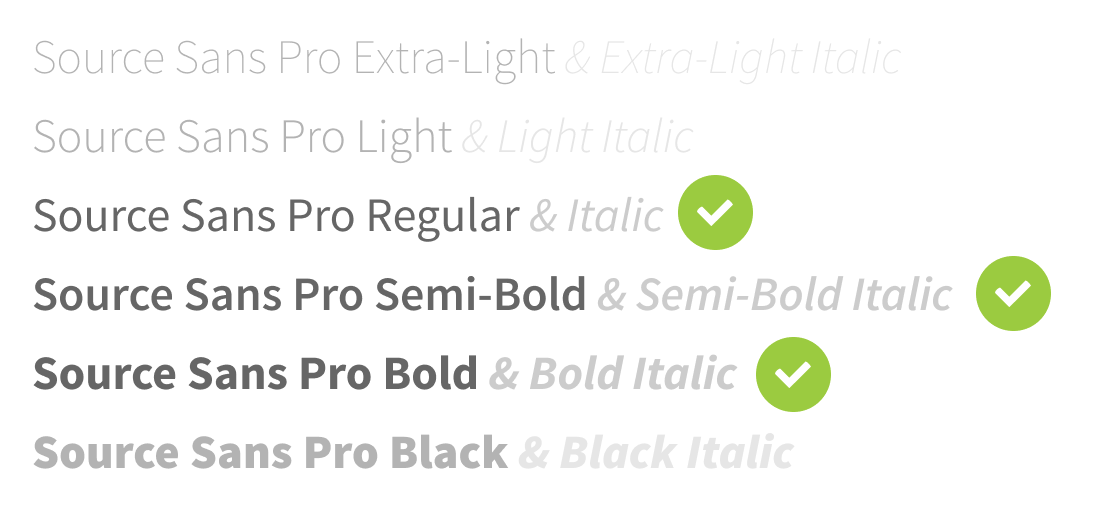 Source Sans Pro Extra-Light & Extra-Light Italic
Source Sans Pro Light & Light Italic
Source Sans Pro Regular & Italic
Source Sans Pro Semi-Bold & Semi-Bold Italic
Source Sans Pro Bold & Bold Italic
Source Sans Pro Black & Black Italic